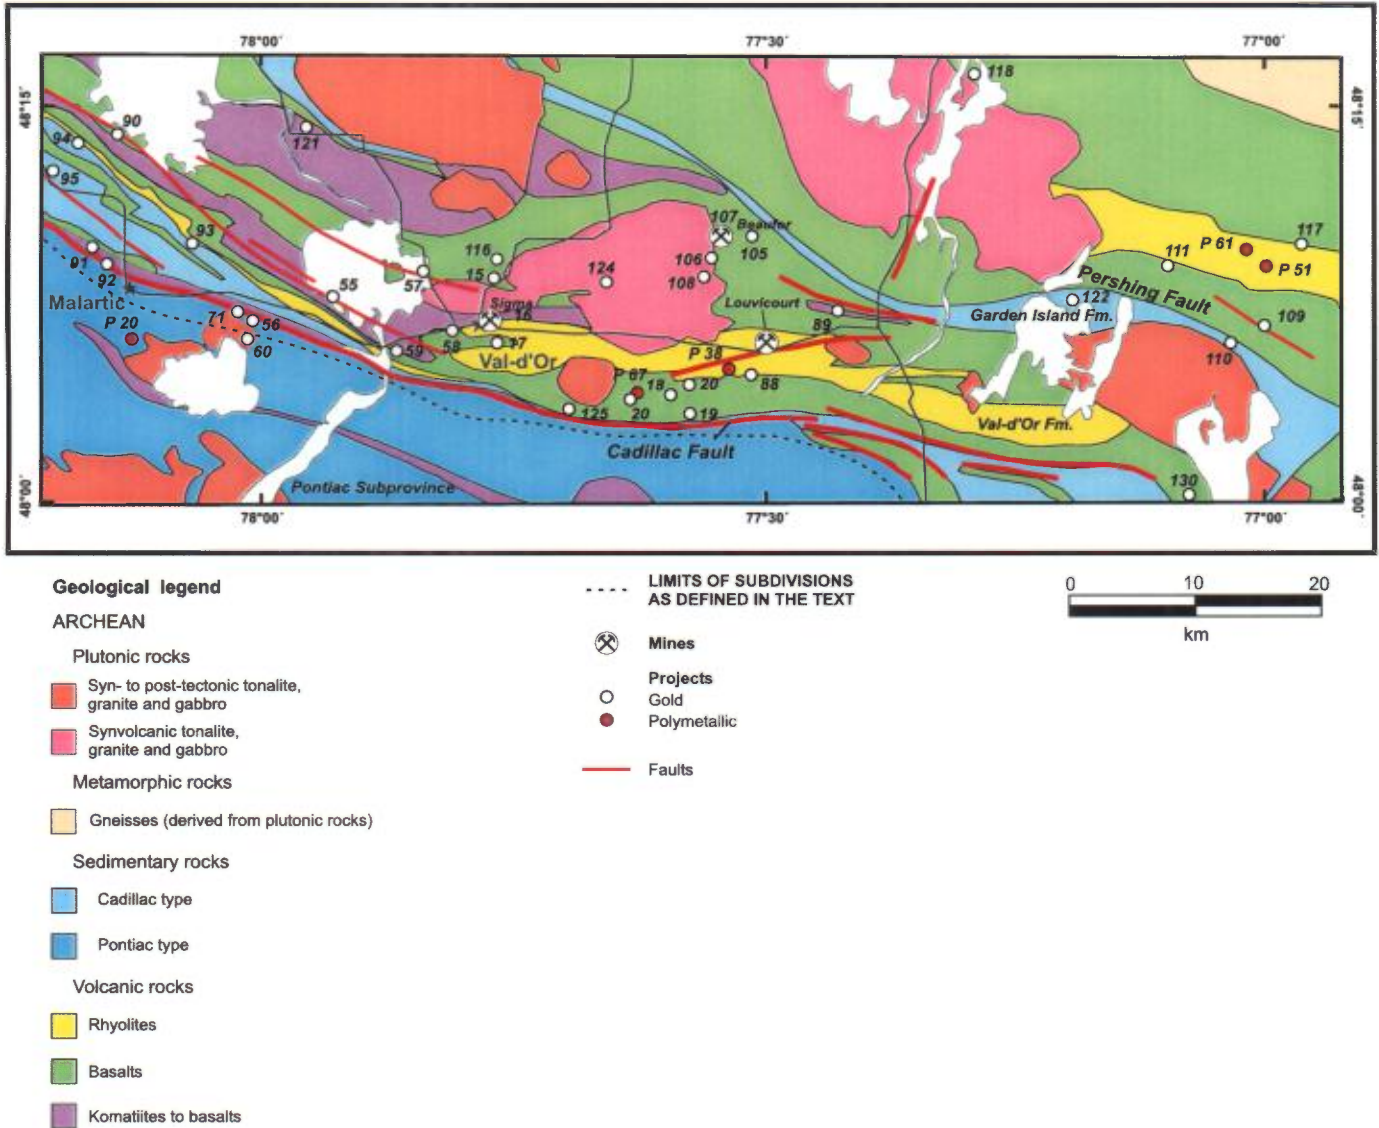 78°00´ 77°30´ 77°00´
48°15´ 48°15´
118
90
94
121
95
93
107 Beaufor
105
116
106
117
P 61
111
P 51
91
92
15
124
108
Pershing Fault
55
57
Malartic
Sigma
16
Louvicourt
122
Garden Island Fm.
109
P 20
71
56
89
60
59
58
17
Val-d'Or
P 38
110
P 67
18
20
88
125
20
19
Val-d'Or Fm.
Cadillac Fault
Pontiac Subprovince
130
48°00´ 48°00´
78°00´ 77°30´ 77°00´
Geological legend
ARCHEAN
Plutonic rocks
Syn- to post-tectonic tonalite,
granite and gabbro
Synvolcanic tonalite,
granite and gabbro
Metamorphic rocks
Gneisses (derived from plutonic rocks)
Sedimentary rocks
Cadillac type
Pontiac type
Volcanic rocks
Rhyolites
Basalts
Komatiites to basalts
LIMITS OF SUBDIVISIONS
AS DEFINED IN THE TEXT
Mines
Projects
Gold
Polymetallic
Faults
0 10 20
km